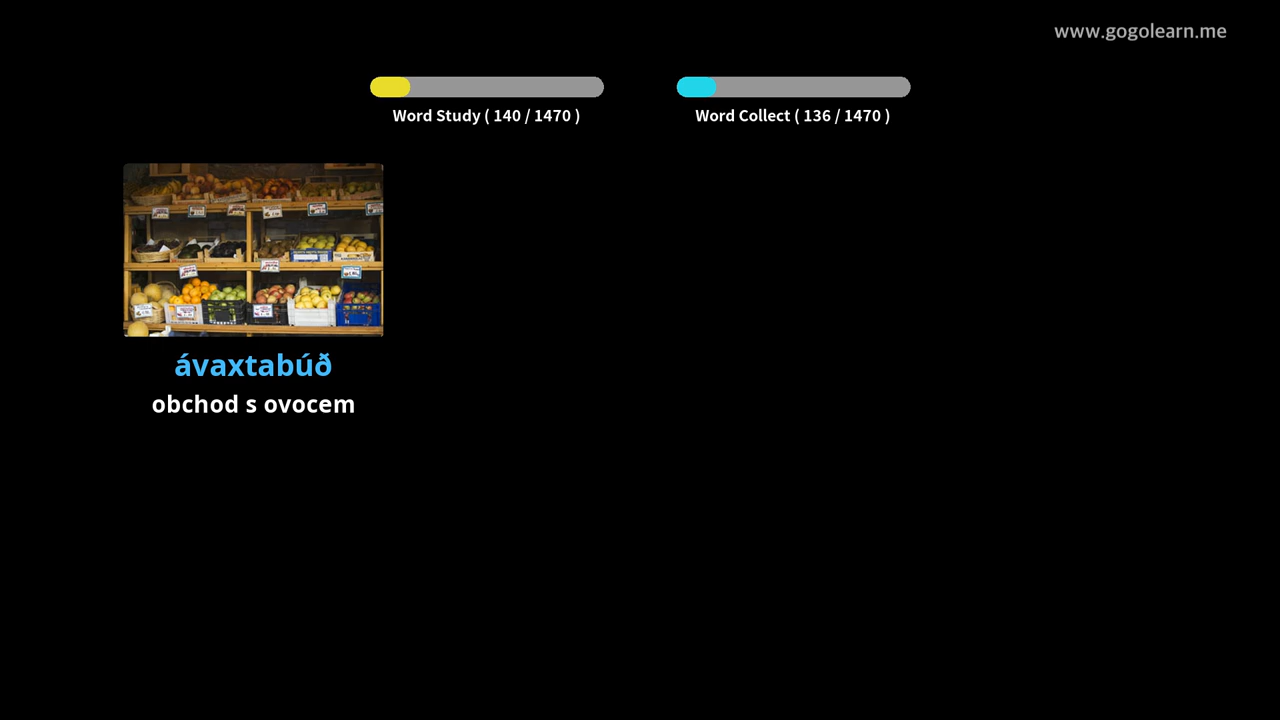 www.gogolearn.me
Word Study ( 140 / 1470 )
Word Collect ( 136 / 1470 )
ávaxtabúð
obchod s ovocem